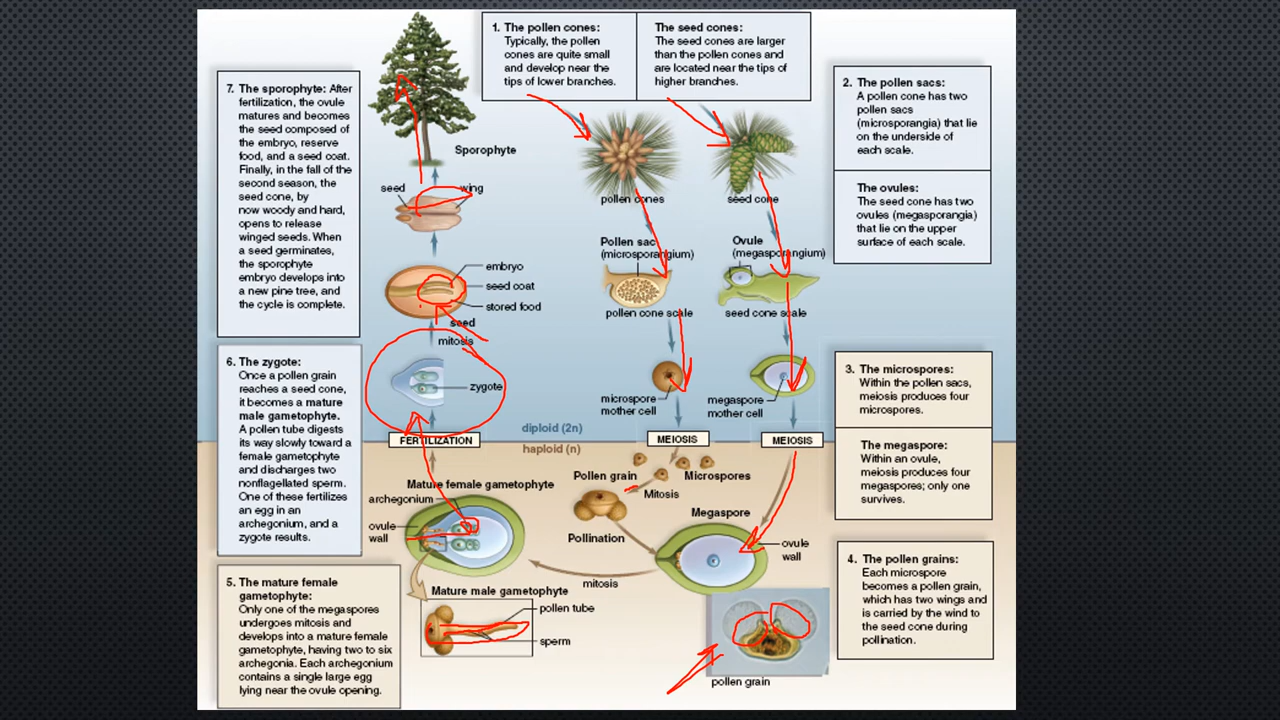 1. The pollen cones:
Typically, the pollen
cones are quite small
and develop near the
tips of lower branches.
The seed cones:
The seed cones are larger
than the pollen cones and
are located near the tips of
higher branches.
7. The sporophyte: After
fertilization, the ovule
matures and becomes
the seed composed of
the embryo, reserve
food, and a seed coat.
Finally, in the fall of the
second season, the
seed cone, by
now woody and hard,
opens to release
winged seeds. When
a seed germinates,
the sporophyte
embryo develops into
a new pine tree, and
the cycle is complete.
2. The pollen sacs:
A pollen cone has two
pollen sacs
(microsporangia) that lie
on the underside of
each scale.
The ovules:
The seed cone has two
ovules (megasporangia)
that lie on the upper
surface of each scale.
Sporophyte
seed
wing
pollen cones
seed cone
Pollen sac
(microsporangium)
Ovule
(megasporangium)
embryo
seed coat
stored food
seed
pollen cone scale
seed cone scale
mitosis
zygote
microspore
mother cell
megaspore
mother cell
6. The zygote:
Once a pollen grain
reaches a seed cone,
it becomes a mature
male gametophyte.
A pollen tube digests
its way slowly toward a
female gametophyte
and discharges two
nonflagellated sperm.
One of these fertilizes
an egg in an
archegonium, and a
zygote results.
3. The microspores:
Within the pollen sacs,
meiosis produces four
microspores.
The megaspore:
Within an ovule,
meiosis produces four
megaspores; only one
survives.
FERTILIZATION
diploid (2n)
haploid (n)
MEIOSIS
MEIOSIS
Mature female gametophyte
Pollen grain
Microspores
Mitosis
archegonium
Megaspore
ovule
wall
Pollination
ovule
wall
mitosis
Mature male gametophyte
pollen tube
sperm
pollen grain
5. The mature female
gametophyte:
Only one of the megaspores
undergoes mitosis and
develops into a mature female
gametophyte, having two to six
archegonia. Each archegonium
contains a single large egg
lying near the ovule opening.
4. The pollen grains:
Each microspore
becomes a pollen grain,
which has two wings and
is carried by the wind to
the seed cone during
pollination.